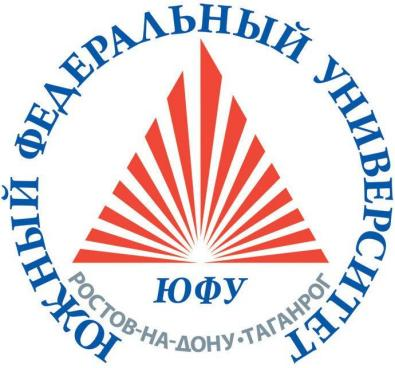 ЮЖНЫЙ ФЕДЕРАЛЬНЫЙ УНИВЕРСИТЕТ
ЮФУ
РОСТОВ-НА-ДОНУ•ТАГАНРОГ